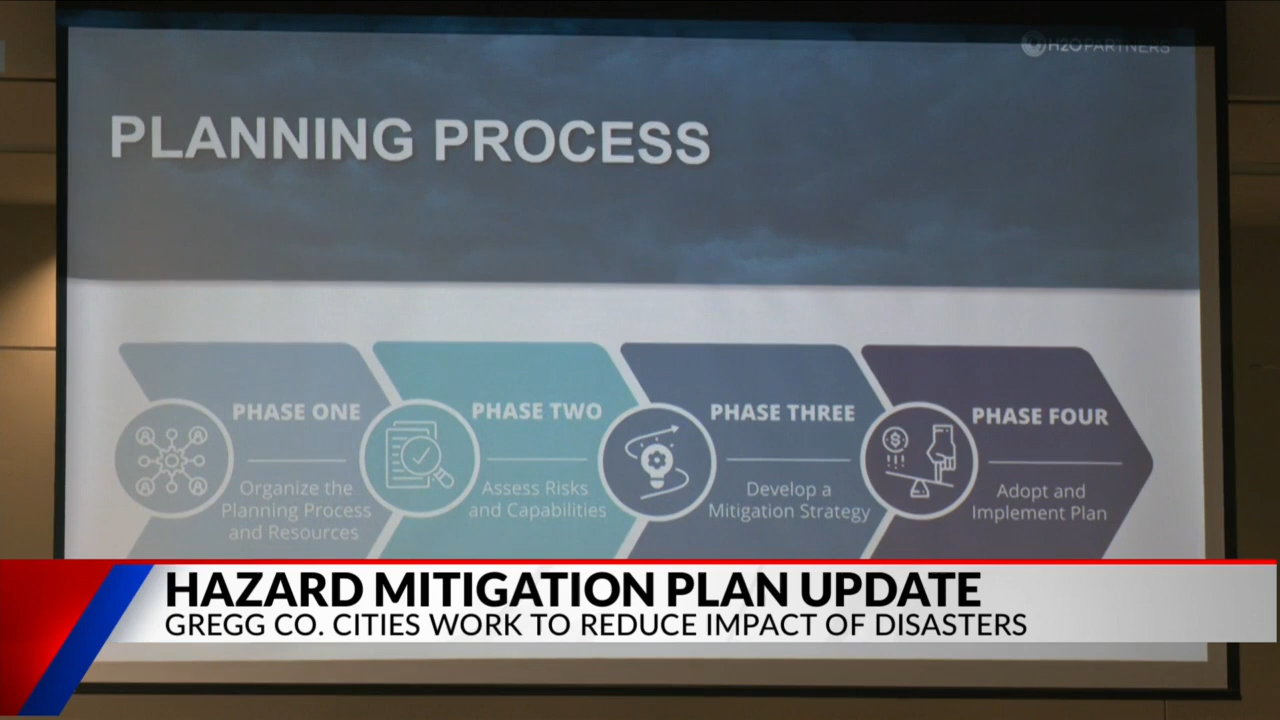 H2OPARTNERS
PLANNING PROCESS
PHASE ONE
Organize the
Planning Process
and Resources
PHASE TWO
Assess Risks
and Capabilities
PHASE THREE
Develop a
Mitigation Strategy
PHASE FOUR
$
Adopt and
Implement Plan
HAZARD MITIGATION PLAN UPDATE
GREGG CO. CITIES WORK TO REDUCE IMPACT OF DISASTERS